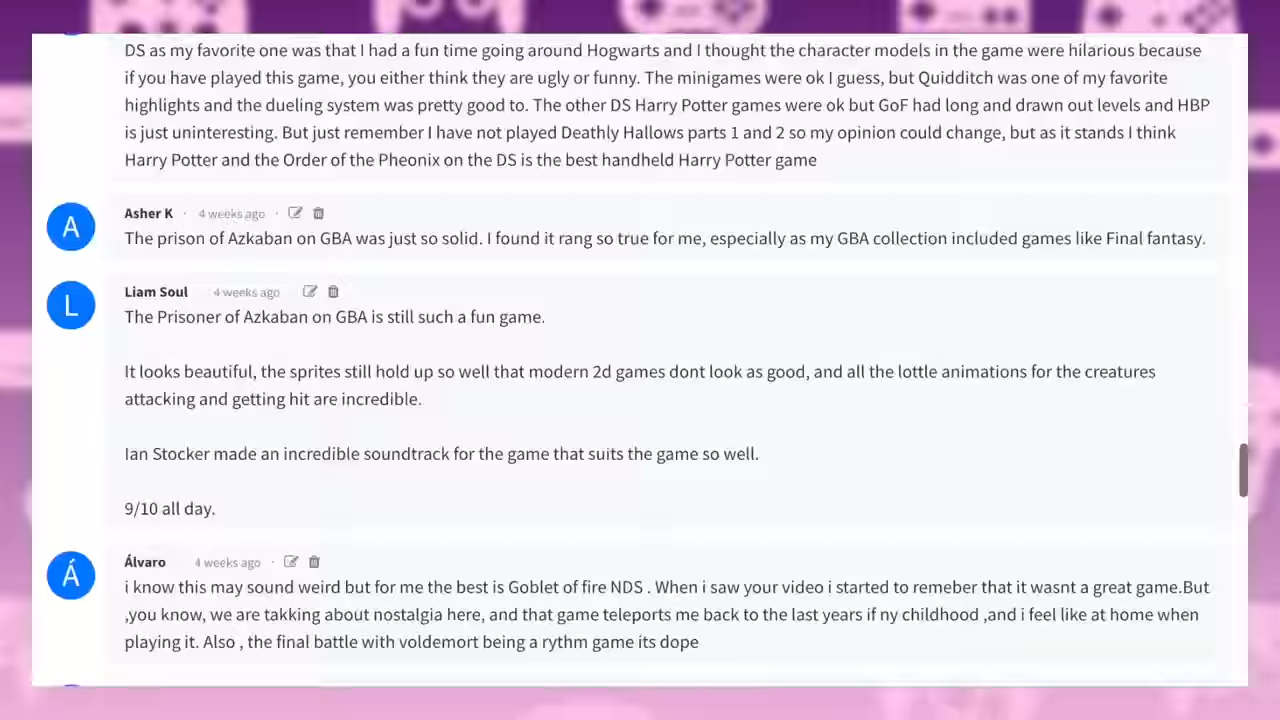 DS as my favorite one was that I had a fun time going around Hogwarts and I thought the character models in the game were hilarious because
if you have played this game, you either think they are ugly or funny. The minigames were ok I guess, but Quidditch was one of my favorite
highlights and the dueling system was pretty good to. The other DS Harry Potter games were ok but GoF had long and drawn out levels and HBP
is just uninteresting. But just remember I have not played Deathly Hallows parts 1 and 2 so my opinion could change, but as it stands I think
Harry Potter and the Order of the Pheonix on the DS is the best handheld Harry Potter game
A
Asher K · 4 weeks ago ·
The prison of Azkaban on GBA was just so solid. I found it rang so true for me, especially as my GBA collection included games like Final fantasy.
L
Liam Soul 4 weeks ago
The Prisoner of Azkaban on GBA is still such a fun game.
It looks beautiful, the sprites still hold up so well that modern 2d games dont look as good, and all the lottle animations for the creatures
attacking and getting hit are incredible.
Ian Stocker made an incredible soundtrack for the game that suits the game so well.
9/10 all day.
Á
Álvaro 4 weeks ago ·
i know this may sound weird but for me the best is Goblet of fire NDS . When i saw your video i started to remeber that it wasnt a great game.But
,you know, we are takking about nostalgia here, and that game teleports me back to the last years if ny childhood ,and i feel like at home when
playing it. Also , the final battle with voldemort being a rythm game its dope